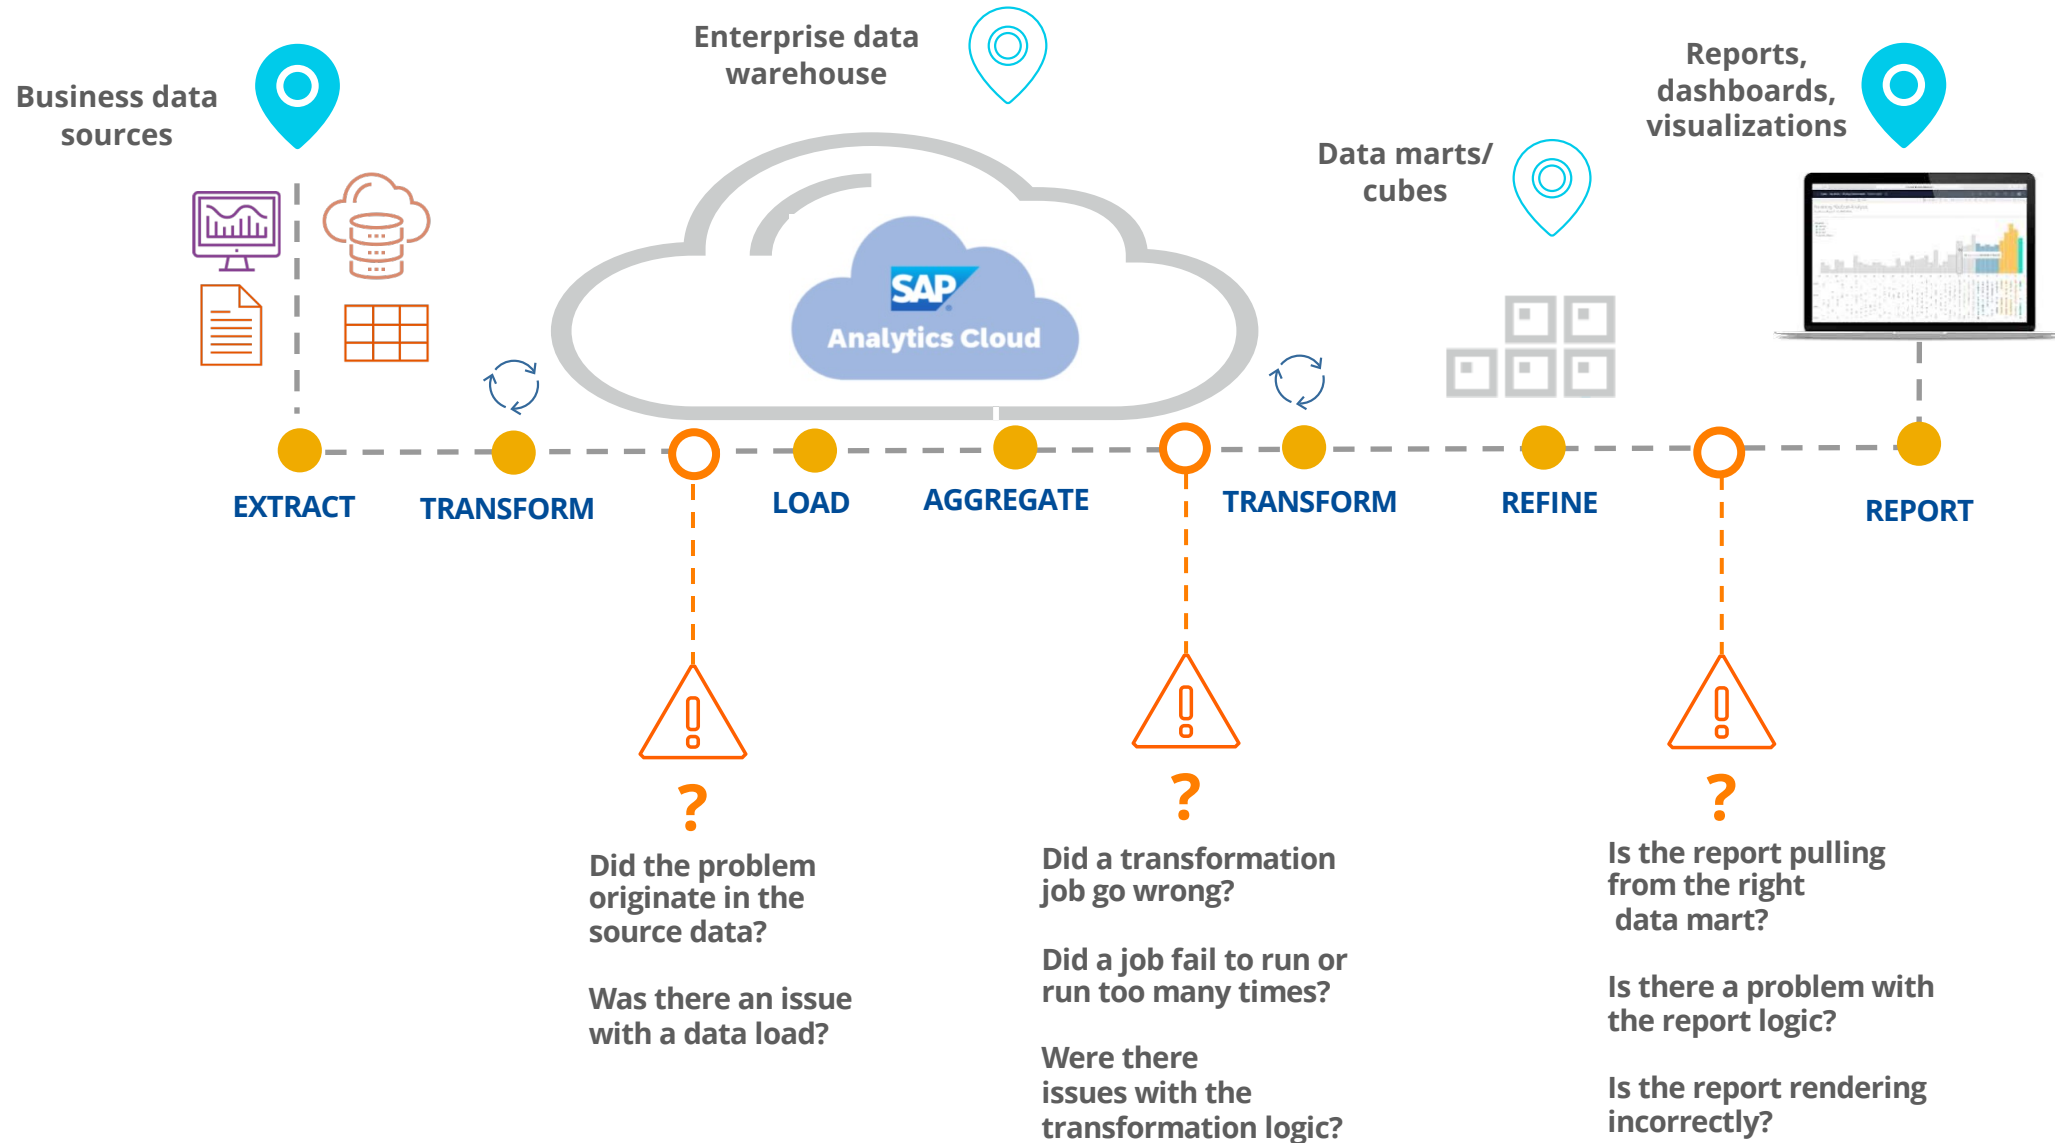 Business data
sources
Enterprise data
warehouse
Data marts/
cubes
Reports,
dashboards,
visualizations
SAP
®
Analytics Cloud
EXTRACT
TRANSFORM
LOAD
AGGREGATE
TRANSFORM
REFINE
REPORT
?
Did the problem
originate in the
source data?
Was there an issue
with a data load?
?
Did a transformation
job go wrong?
Did a job fail to run or
run too many times?
Were there
issues with the
transformation logic?
?
Is the report pulling
from the right
data mart?
Is there a problem with
the report logic?
Is the report rendering
incorrectly?